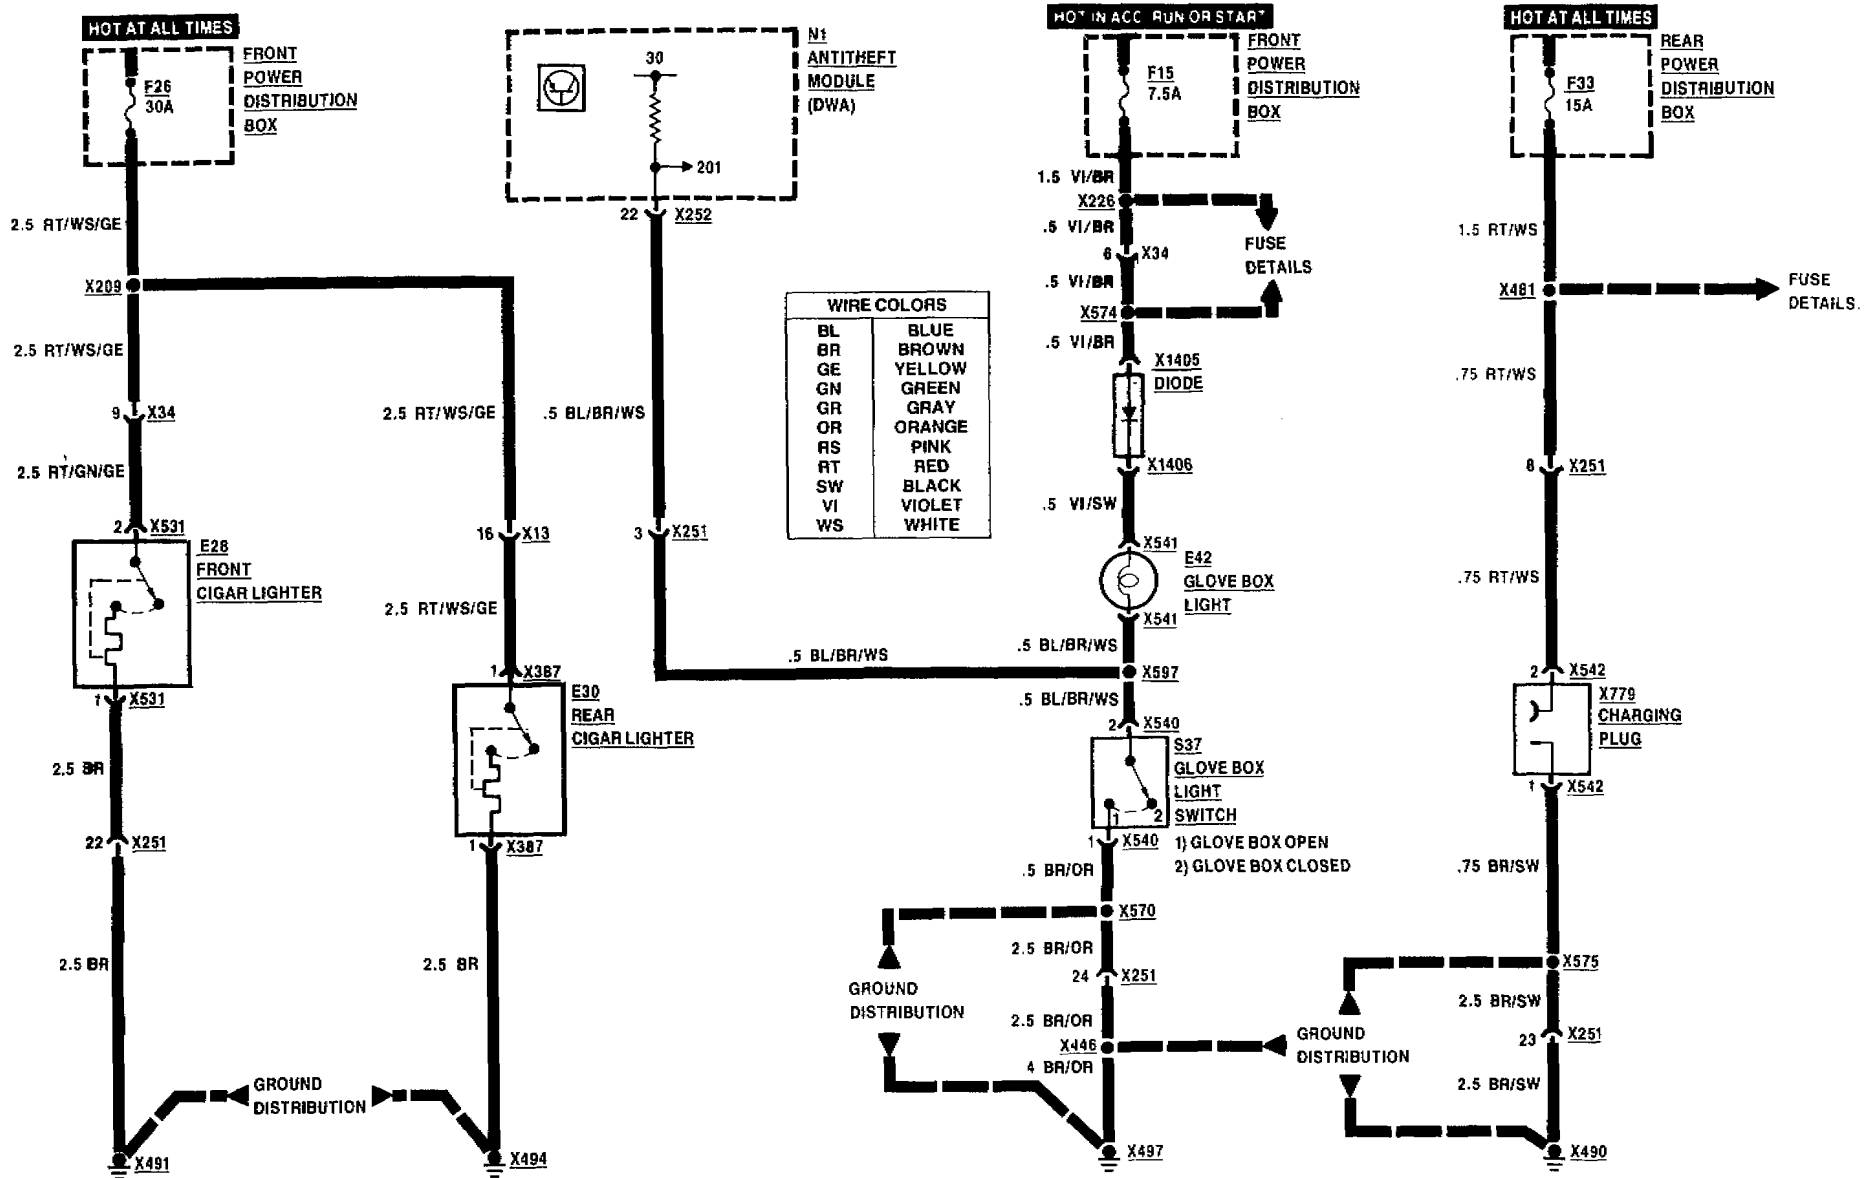 HOT AT ALL TIMES
FRONT
POWER
DISTRIBUTION
BOX
F26
30A
2.5 RT/WS/GE
X209
2.5 RT/WS/GE
9 X34
2.5 RT/GN/GE
2 X531
E28
FRONT
CIGAR LIGHTER
1 X531
2.5 BR
22 X251
2.5 BR
X491
2.5 RT/WS/GE
16 X13
2.5 RT/WS/GE
1 X387
E30
REAR
CIGAR LIGHTER
1 X387
2.5 BR
X494
GROUND
DISTRIBUTION
N1
ANTITHEFT
MODULE
(DWA)
30
201
22 X252
.5 BL/BR/WS
3 X251
.5 BL/BR/WS
WIRE COLORS
BL BLUE
BR BROWN
GE YELLOW
GN GREEN
GR GRAY
OR ORANGE
RS PINK
RT RED
SW BLACK
VI VIOLET
WS WHITE
HOT IN ACC RUN OR START
FRONT
POWER
DISTRIBUTION
BOX
F15
7.5A
1.5 VI/BR
X226
.5 VI/BR
FUSE
DETAILS
6 X34
.5 VI/BR
X574
.5 VI/BR
X1405
DIODE
X1406
.5 VI/SW
X541
E42
GLOVE BOX
LIGHT
X541
.5 BL/BR/WS
X597
.5 BL/BR/WS
2 X540
S37
GLOVE BOX
LIGHT
SWITCH
1 2
1 X540
1) GLOVE BOX OPEN
2) GLOVE BOX CLOSED
.5 BR/OR
X570
2.5 BR/OR
24 X251
GROUND
DISTRIBUTION
2.5 BR/OR
X446
4 BR/OR
X497
HOT AT ALL TIMES
REAR
POWER
DISTRIBUTION
BOX
F33
15A
1.5 RT/WS
X481
FUSE
DETAILS.
.75 RT/WS
8 X251
.75 RT/WS
2 X542
X779
CHARGING
PLUG
1 X542
.75 BR/SW
X575
2.5 BR/SW
GROUND
DISTRIBUTION
23 X251
2.5 BR/SW
X490